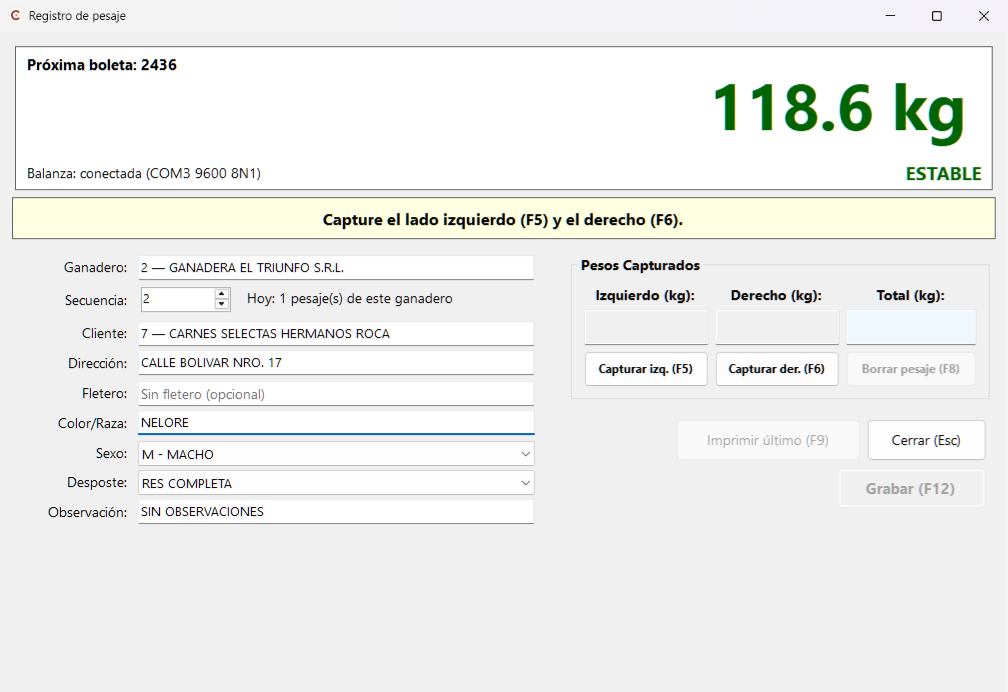 Registro de pesaje
Próxima boleta: 2436
118.6 kg
Balanza: conectada (COM3 9600 8N1)
ESTABLE
Capture el lado izquierdo (F5) y el derecho (F6).
Ganadero: 2 — GANADERA EL TRIUNFO S.R.L.
Secuencia: 2 Hoy: 1 pesaje(s) de este ganadero
Cliente: 7 — CARNES SELECTAS HERMANOS ROCA
Dirección: CALLE BOLIVAR NRO. 17
Fletero: Sin fletero (opcional)
Color/Raza: NELORE
Sexo: M - MACHO
Desposte: RES COMPLETA
Observación: SIN OBSERVACIONES
Pesos Capturados
Izquierdo (kg): Derecho (kg): Total (kg):
Capturar izq. (F5) Capturar der. (F6) Borrar pesaje (F8)
Imprimir último (F9) Cerrar (Esc)
Grabar (F12)